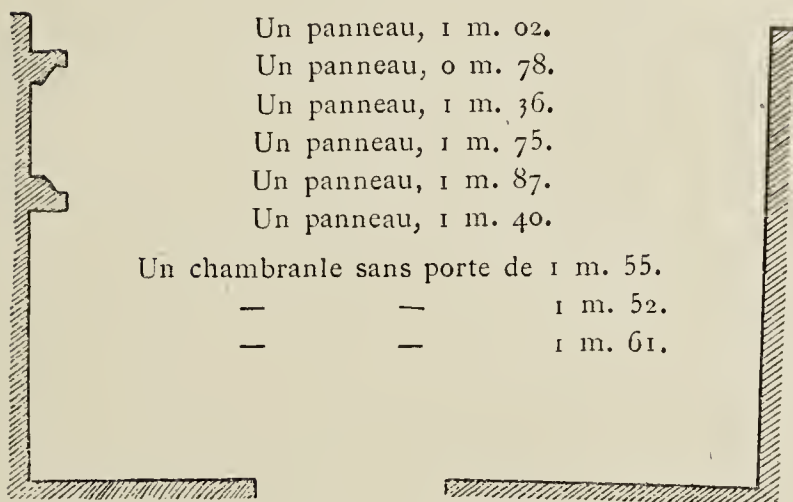 Un panneau, 1 m. 02.
Un panneau, 0 m. 78.
Un panneau, 1 m. 36.
Un panneau, 1 m. 75.
Un panneau, 1 m. 87.
Un panneau, 1 m. 40.
Un chambranle sans porte de 1 m. 55.
— — 1 m. 52.
— — 1 m. 61.